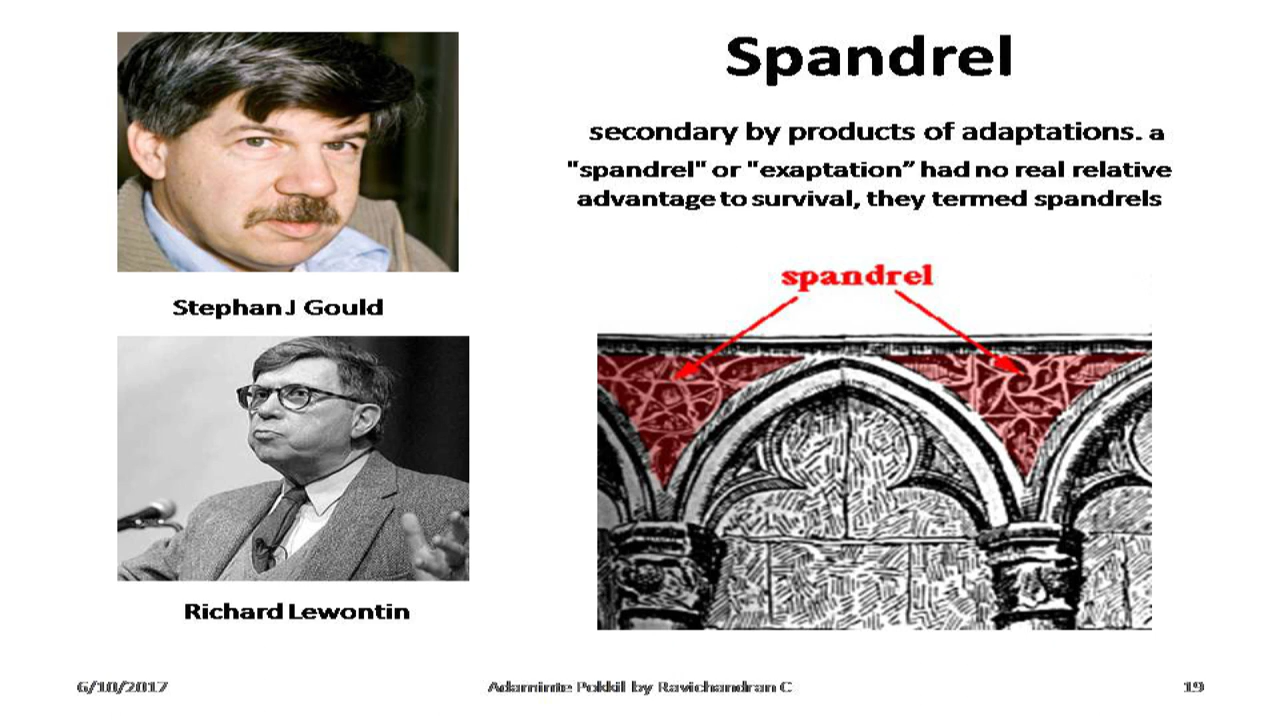 Spandrel
secondary by products of adaptations. a
"spandrel" or "exaptation” had no real relative
advantage to survival, they termed spandrels
spandrel
Stephan J Gould
Richard Lewontin
6/10/2017
Adaminte Pokkil by Ravichandran C
19